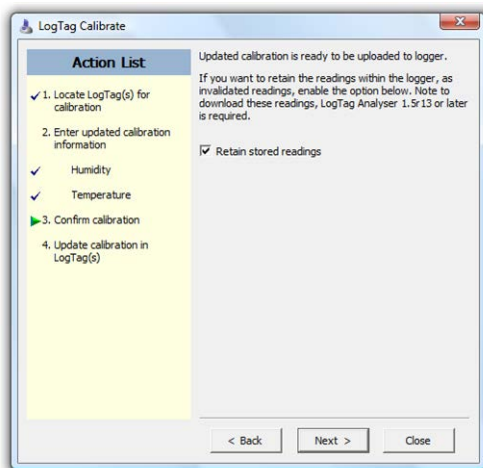 LogTag Calibrate
Action List
1. Locate LogTag(s) for
calibration
2. Enter updated calibration
information
Humidity
Temperature
3. Confirm calibration
4. Update calibration in
LogTag(s)
Updated calibration is ready to be uploaded to logger.
If you want to retain the readings within the logger, as
invalidated readings, enable the option below. Note to
download these readings, LogTag Analyser 1.5r13 or later
is required.
Retain stored readings
< Back
Next >
Close